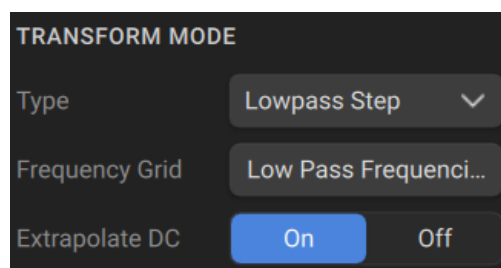 TRANSFORM MODE
Type Lowpass Step
Frequency Grid Low Pass Frequenci...
Extrapolate DC On Off